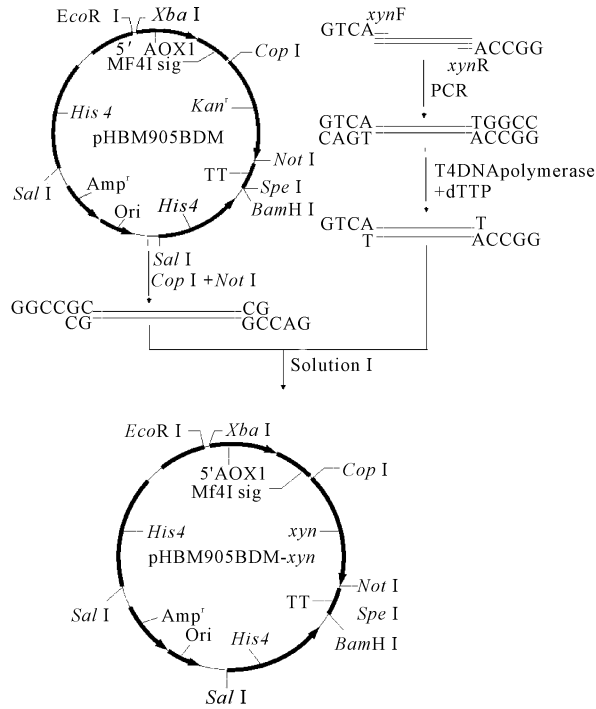 EcoR I
Xba I
5' AOX1
MF4I sig
Cop I
His 4
Kanʳ
pHBM905BDM
Not I
TT
Spe I
BamH I
Sal I
Ampʳ
Ori
His4
Sal I
Cop I +Not I
GGCCGC CG
CG GCCAG
xynF
GTCA
ACCGG
xynR
PCR
GTCA TGGCC
CAGT ACCGG
T4DNApolymerase
+dTTP
GTCA T
T ACCGG
Solution I
EcoR I
Xba I
5'AOX1
Mf4I sig
Cop I
His4
xyn
pHBM905BDM-xyn
Not I
TT
Spe I
BamH I
Sal I
Ampʳ
Ori
His4
Sal I